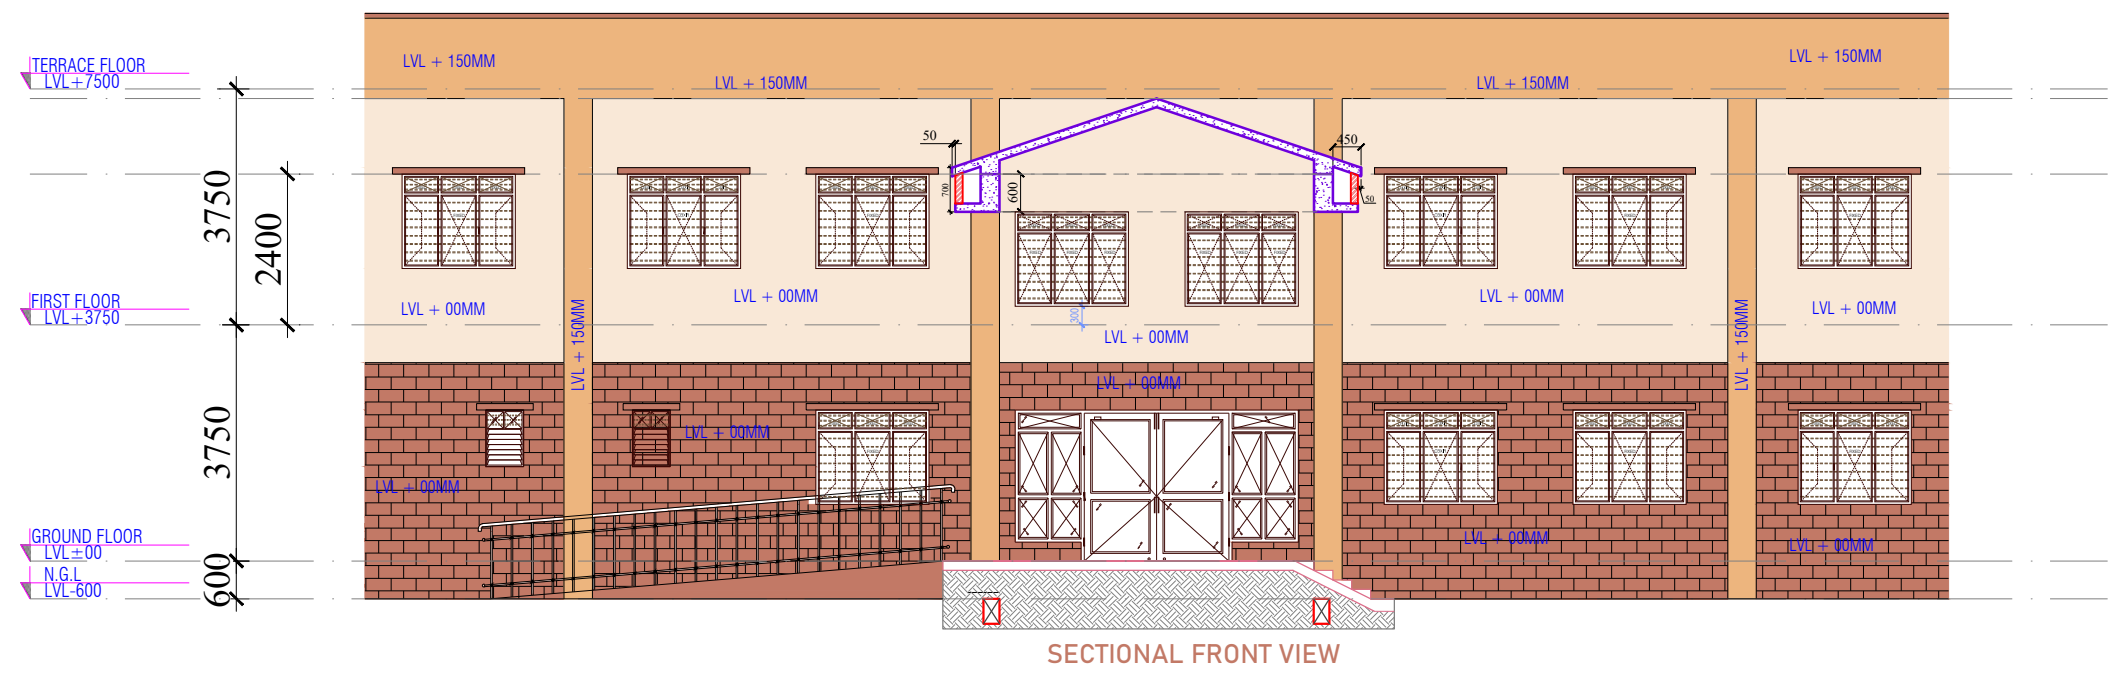 LVL + 150MM
LVL + 150MM
TERRACE FLOOR
LVL+7500
LVL + 150MM
LVL + 150MM
50
450
3750
700
600
50
2400
LVL + 00MM
LVL + 00MM
FIRST FLOOR
LVL+3750
LVL + 00MM
LVL + 00MM
300
LVL + 00MM
LVL + 150MM
LVL + 150MM
LVL + 00MM
LVL + 00MM
3750
LVL + 00MM
GROUND FLOOR
LVL±00
LVL + 00MM
LVL + 00MM
N.G.L
LVL-600
600
SECTIONAL FRONT VIEW